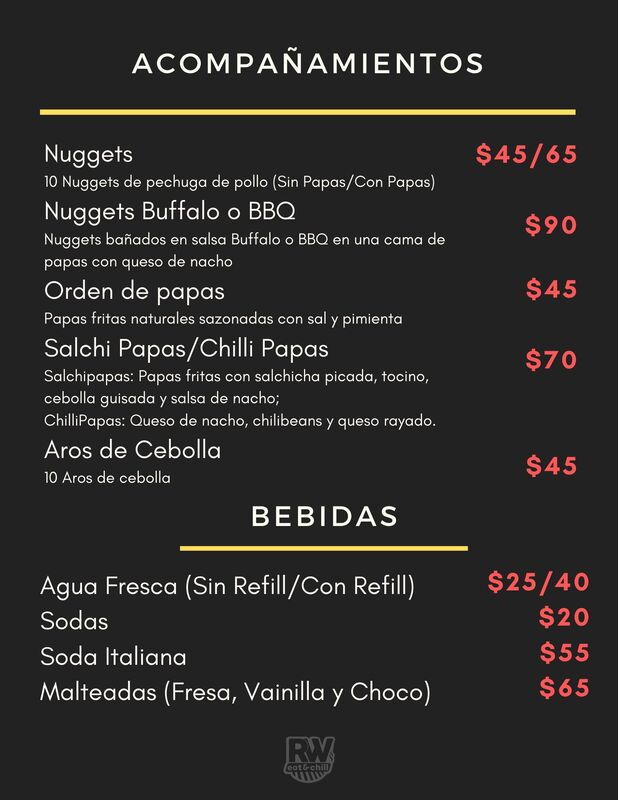 ACOMPAÑAMIENTOS
Nuggets $45/65
10 Nuggets de pechuga de pollo (Sin Papas/Con Papas)
Nuggets Buffalo o BBQ $90
Nuggets bañados en salsa Buffalo o BBQ en una cama de
papas con queso de nacho
Orden de papas $45
Papas fritas naturales sazonadas con sal y pimienta
Salchi Papas/Chilli Papas $70
Salchipapas: Papas fritas con salchicha picada, tocino,
cebolla guisada y salsa de nacho;
ChilliPapas: Queso de nacho, chilibeans y queso rayado.
Aros de Cebolla $45
10 Aros de cebolla
BEBIDAS
Agua Fresca (Sin Refill/Con Refill) $25/40
Sodas $20
Soda Italiana $55
Malteadas (Fresa, Vainilla y Choco) $65
RW
eat & chill